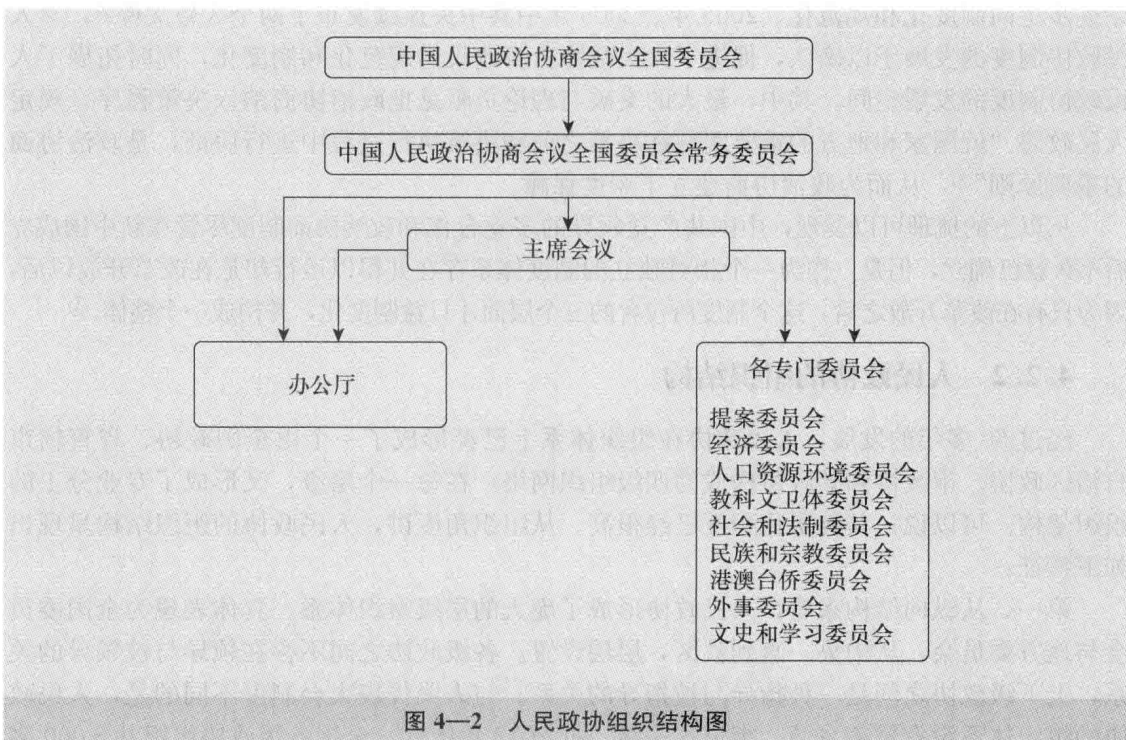 中国人民政治协商会议全国委员会
中国人民政治协商会议全国委员会常务委员会
主席会议
办公厅
各专门委员会
提案委员会
经济委员会
人口资源环境委员会
教科文卫体委员会
社会和法制委员会
民族和宗教委员会
港澳台侨委员会
外事委员会
文史和学习委员会
图 4—2 人民政协组织结构图